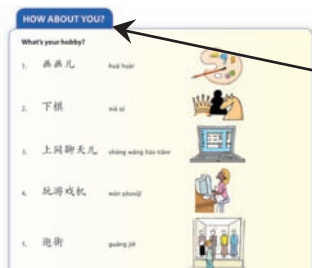 HOW ABOUT YOU?
What's your hobby?
1. 画画儿 huà huàr
2. 下棋 xià qí
3. 上网聊天儿 shàng wǎng liáo tiānr
4. 玩游戏机 wán yóuxìjī
5. 逛街 guàng jiē